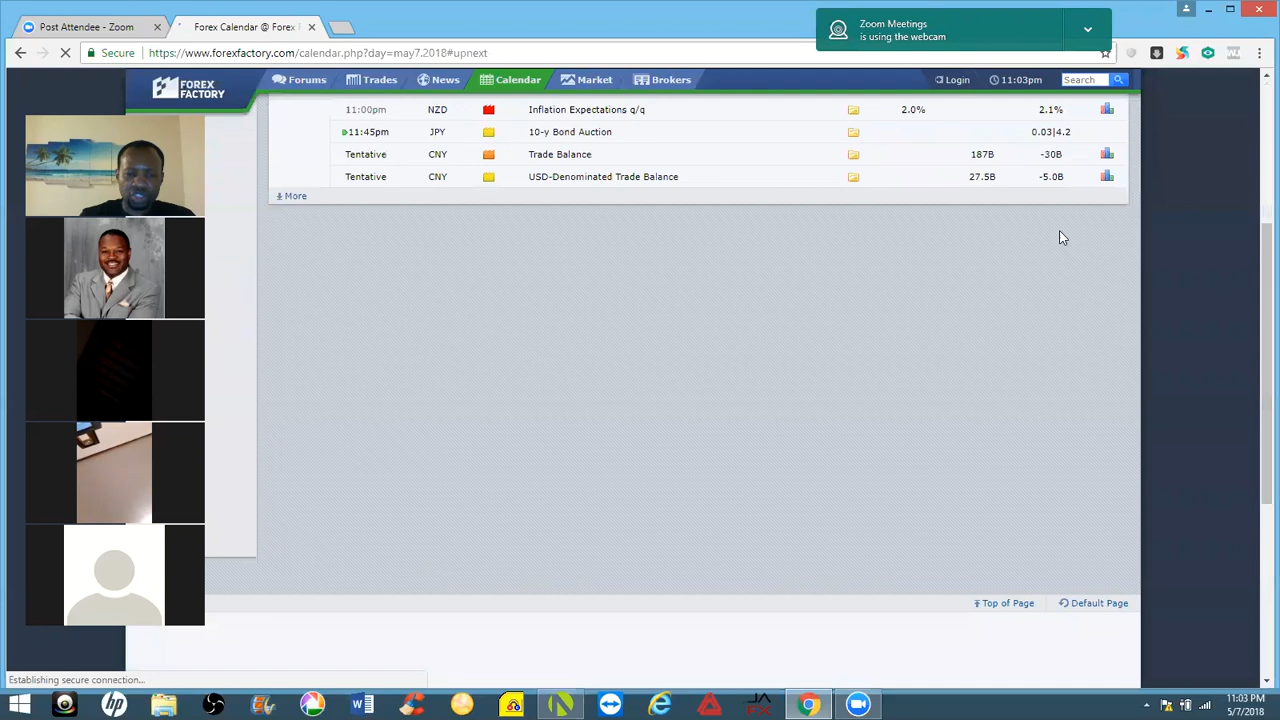 Post Attendee - Zoom
Forex Calendar @ Forex F
Zoom Meetings
is using the webcam
Secure
https://www.forexfactory.com/calendar.php?day=may7.2018#upnext
FOREX
FACTORY
Forums
Trades
News
Calendar
Market
Brokers
Login
11:03pm
Search
11:00pm NZD Inflation Expectations q/q 2.0% 2.1%
11:45pm JPY 10-y Bond Auction 0.03|4.2
Tentative CNY Trade Balance 187B -30B
Tentative CNY USD-Denominated Trade Balance 27.5B -5.0B
More
Top of Page
Default Page
Establishing secure connection...
11:03 PM
5/7/2018